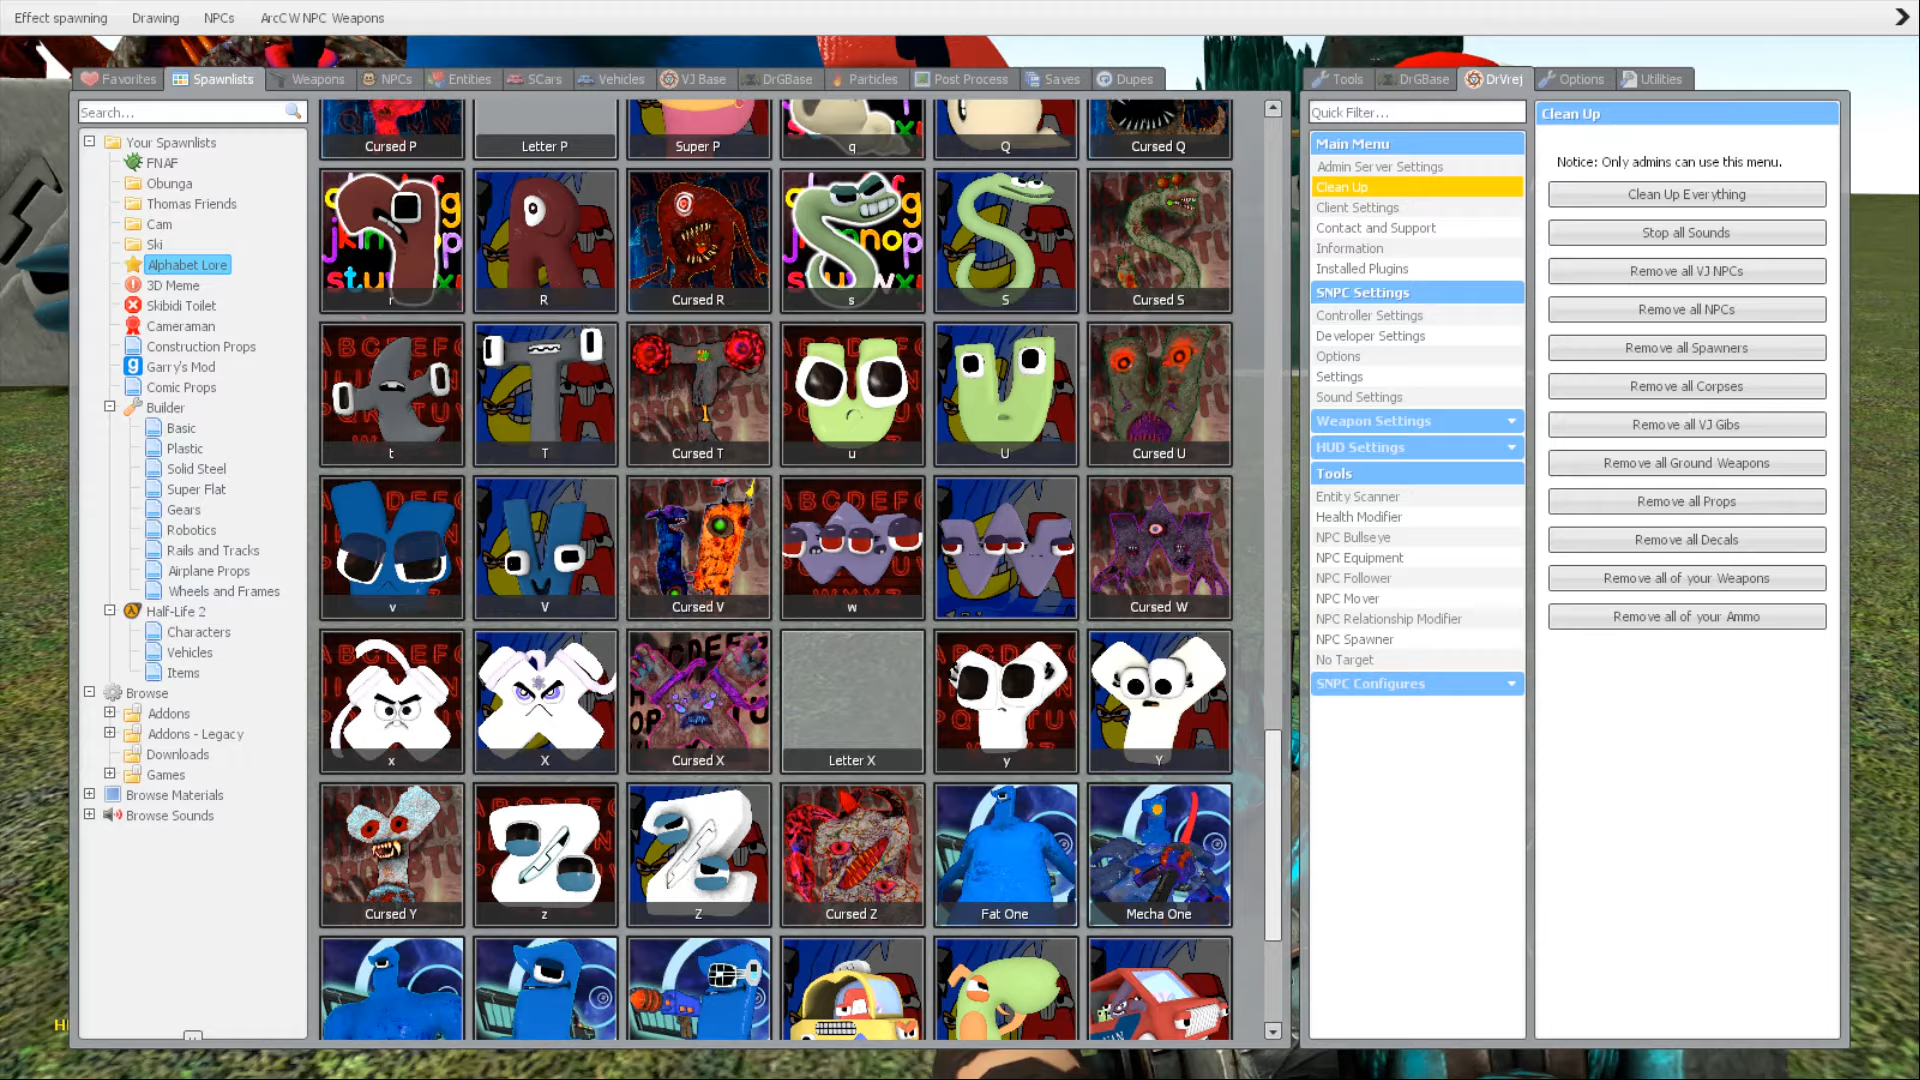 Effect spawning Drawing NPCs ArcCW NPC Weapons
Favorites Spawnlists Weapons NPCs Entities SCars Vehicles VJ Base DrGBase Particles Post Process Saves Dupes
Search...
Your Spawnlists
FNAF
Obunga
Thomas Friends
Cam
Ski
Alphabet Lore
3D Meme
Skibidi Toilet
Cameraman
Construction Props
Garry's Mod
Comic Props
Builder
Basic
Plastic
Solid Steel
Super Flat
Gears
Robotics
Rails and Tracks
Airplane Props
Wheels and Frames
Half-Life 2
Characters
Vehicles
Items
Browse
Addons
Addons - Legacy
Downloads
Games
Browse Materials
Browse Sounds
Cursed P Letter P Super P q Q Cursed Q
r R Cursed R s S Cursed S
t T Cursed T u U Cursed U
v V Cursed V w Cursed W
x X Cursed X Letter X y Y
Cursed Y z Z Cursed Z Fat One Mecha One
Tools DrGBase DrVrej Options Utilities
Quick Filter...
Main Menu
Admin Server Settings
Clean Up
Client Settings
Contact and Support
Information
Installed Plugins
SNPC Settings
Controller Settings
Developer Settings
Options
Settings
Sound Settings
Weapon Settings
HUD Settings
Tools
Entity Scanner
Health Modifier
NPC Bullseye
NPC Equipment
NPC Follower
NPC Mover
NPC Relationship Modifier
NPC Spawner
No Target
SNPC Configures
Clean Up
Notice: Only admins can use this menu.
Clean Up Everything
Stop all Sounds
Remove all VJ NPCs
Remove all NPCs
Remove all Spawners
Remove all Corpses
Remove all VJ Gibs
Remove all Ground Weapons
Remove all Props
Remove all Decals
Remove all of your Weapons
Remove all of your Ammo